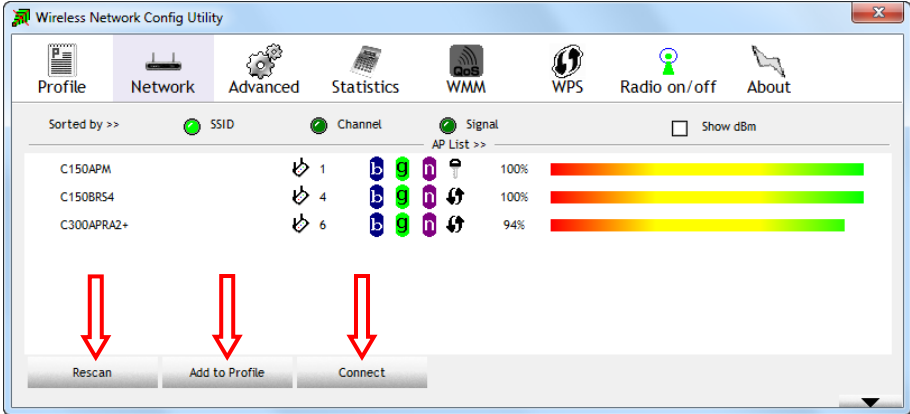 Wireless Network Config Utility
Profile Network Advanced Statistics WMM WPS Radio on/off About
Sorted by >> SSID Channel Signal Show dBm
AP List >>
C150APM 1 b g n 100%
C150BRS4 4 b g n 100%
C300APRA2+ 6 b g n 94%
Rescan Add to Profile Connect